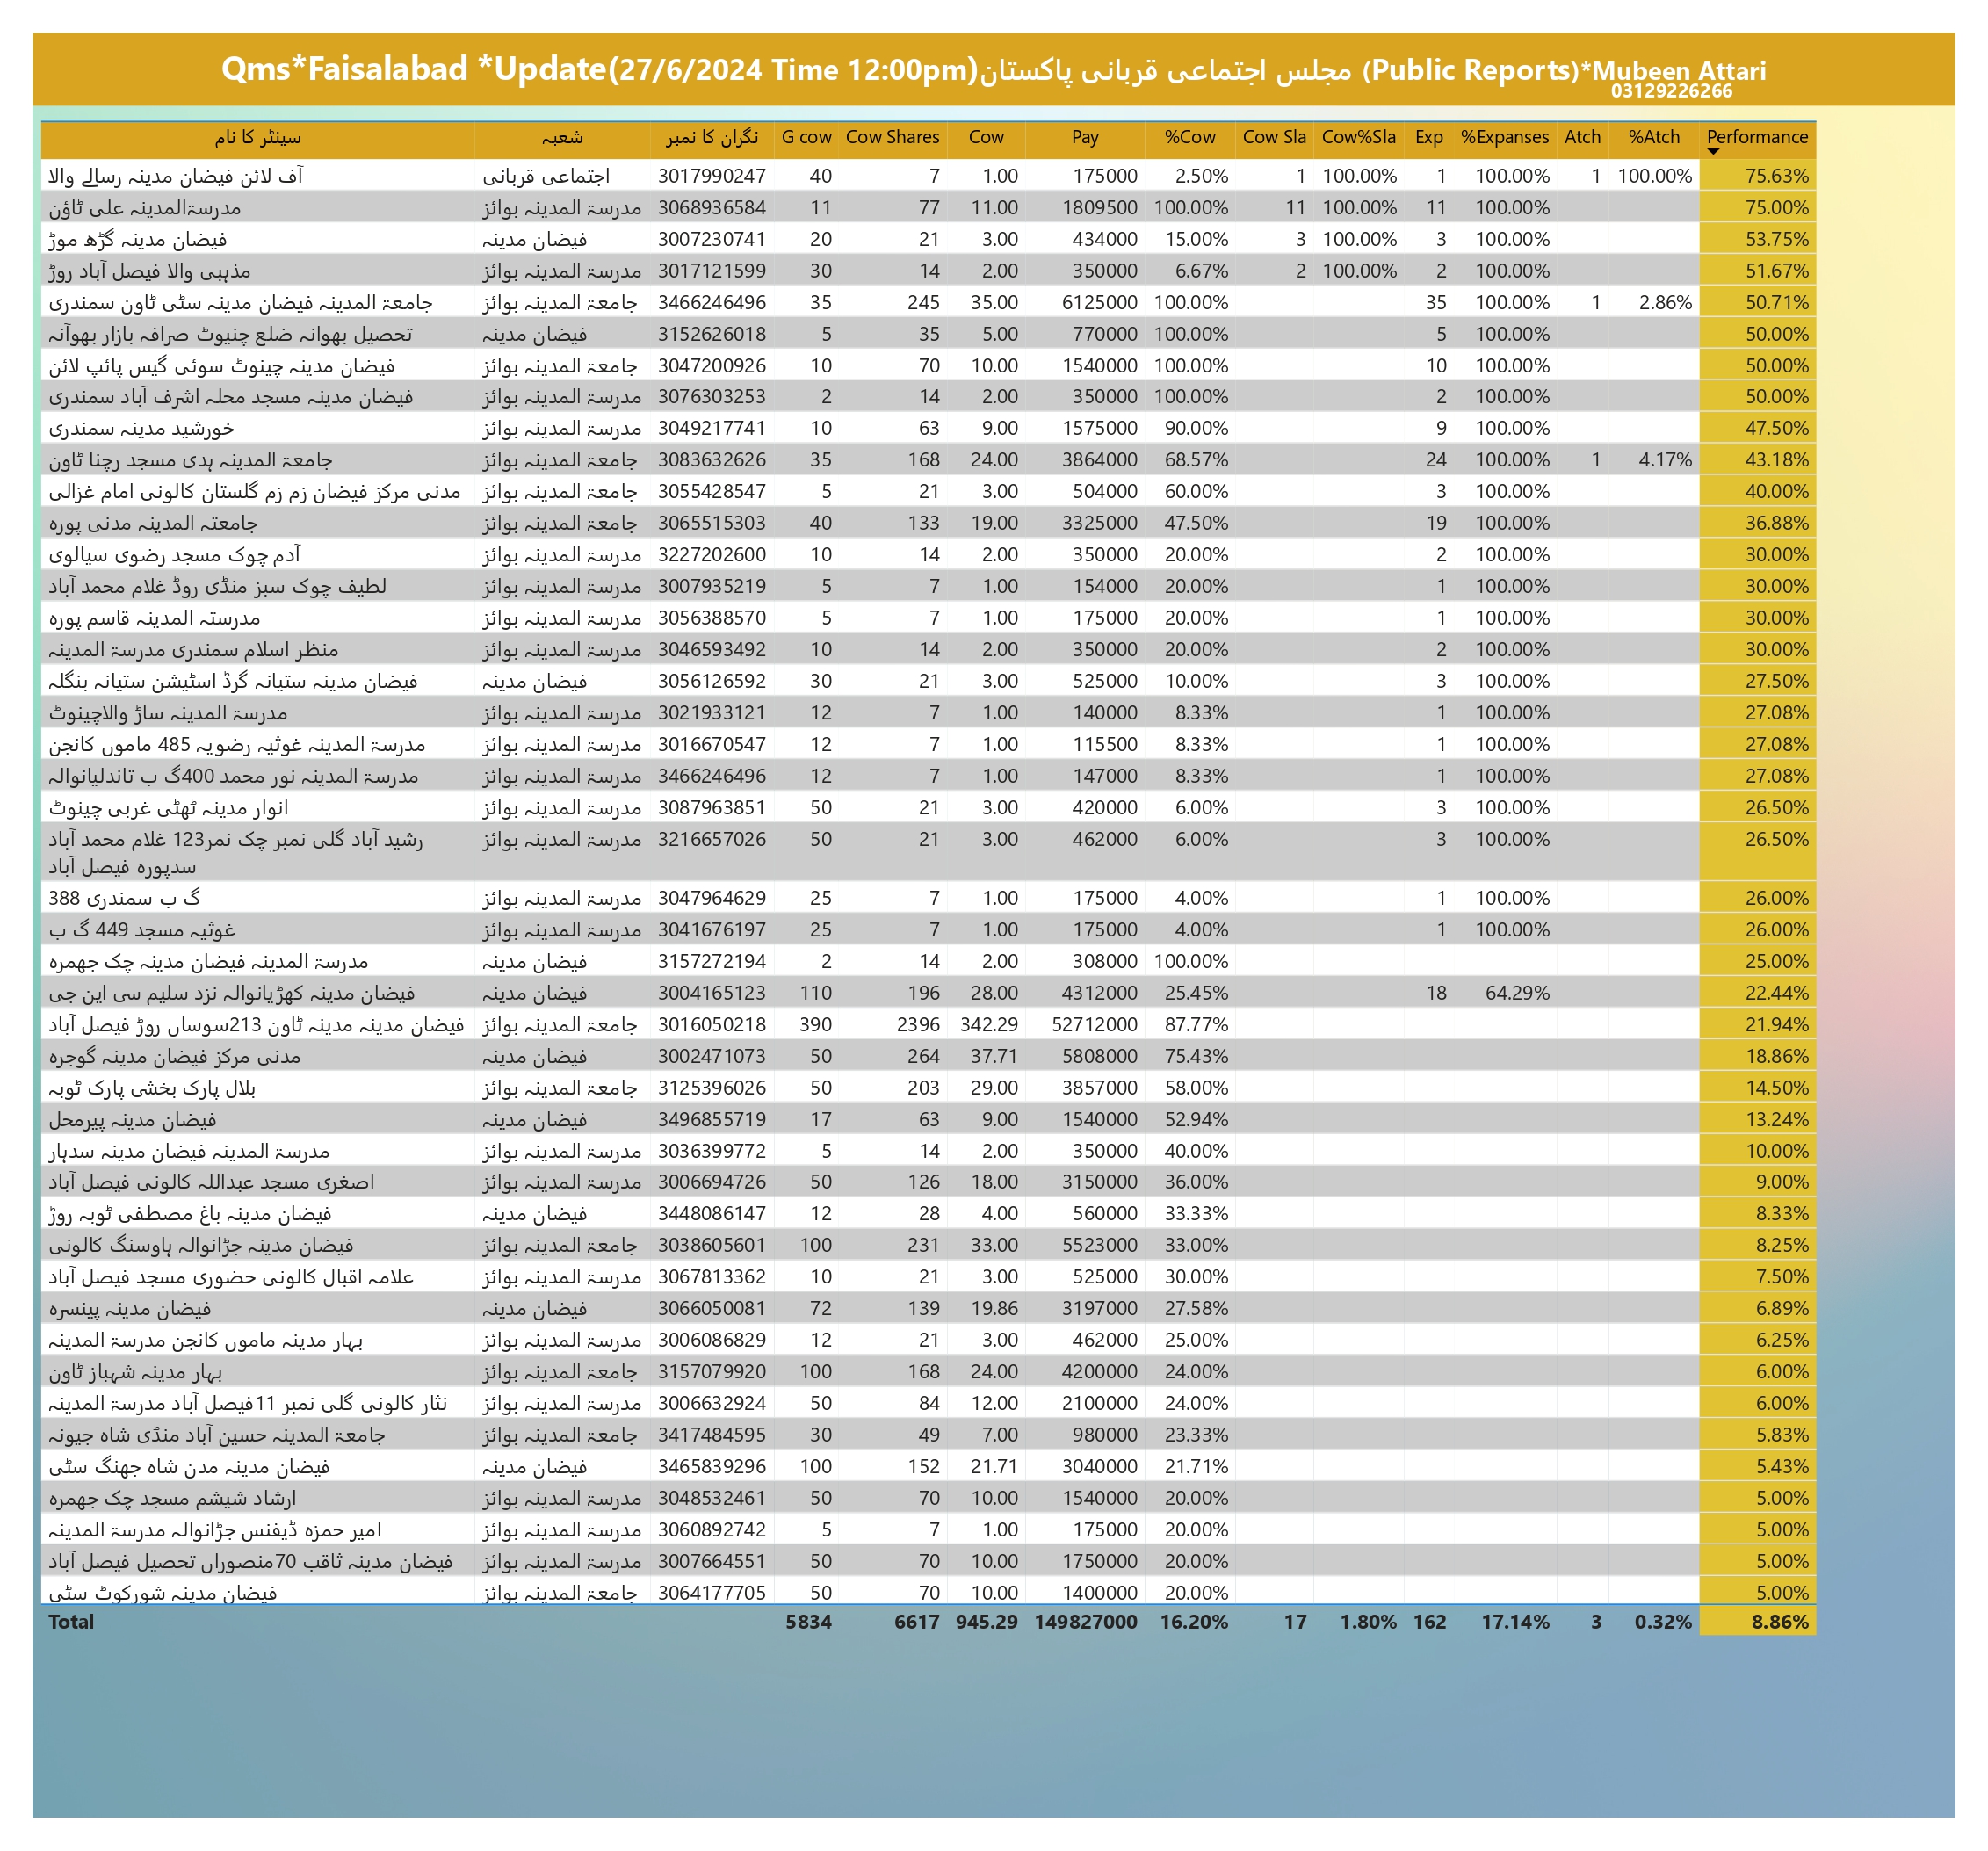 Qms*Faisalabad *Update(27/6/2024 Time 12:00pm)مجلس اجتماعی قربانی پاکستان (Public Reports)*Mubeen Attari
03129226266
سینٹر کا نام شعبہ نگران کا نمبر G cow Cow Shares Cow Pay %Cow Cow Sla Cow%Sla Exp %Expanses Atch %Atch Performance
آف لائن فیضان مدینہ رسالے والا اجتماعی قربانی 3017990247 40 7 1.00 175000 2.50% 1 100.00% 1 100.00% 1 100.00% 75.63%
مدرسۃالمدینہ علی ٹاؤن مدرسۃ المدینہ بوائز 3068936584 11 77 11.00 1809500 100.00% 11 100.00% 11 100.00% 75.00%
فیضان مدینہ گڑھ موڑ فیضان مدینہ 3007230741 20 21 3.00 434000 15.00% 3 100.00% 3 100.00% 53.75%
مذہبی والا فیصل آباد روڑ مدرسۃ المدینہ بوائز 3017121599 30 14 2.00 350000 6.67% 2 100.00% 2 100.00% 51.67%
جامعۃ المدینہ فیضان مدینہ سٹی ٹاون سمندری جامعۃ المدینہ بوائز 3466246496 35 245 35.00 6125000 100.00% 35 100.00% 1 2.86% 50.71%
تحصیل بھوانہ ضلع چنیوٹ صرافہ بازار بھوآنہ فیضان مدینہ 3152626018 5 35 5.00 770000 100.00% 5 100.00% 50.00%
فیضان مدینہ چینوٹ سوئی گیس پائپ لائن جامعۃ المدینہ بوائز 3047200926 10 70 10.00 1540000 100.00% 10 100.00% 50.00%
فیضان مدینہ مسجد محلہ اشرف آباد سمندری مدرسۃ المدینہ بوائز 3076303253 2 14 2.00 350000 100.00% 2 100.00% 50.00%
خورشید مدینہ سمندری مدرسۃ المدینہ بوائز 3049217741 10 63 9.00 1575000 90.00% 9 100.00% 47.50%
جامعۃ المدینہ ہدی مسجد رچنا ٹاون جامعۃ المدینہ بوائز 3083632626 35 168 24.00 3864000 68.57% 24 100.00% 1 4.17% 43.18%
مدنی مرکز فیضان زم زم گلستان کالونی امام غزالی جامعۃ المدینہ بوائز 3055428547 5 21 3.00 504000 60.00% 3 100.00% 40.00%
جامعتہ المدینہ مدنی پورہ جامعۃ المدینہ بوائز 3065515303 40 133 19.00 3325000 47.50% 19 100.00% 36.88%
آدم چوک مسجد رضوی سیالوی مدرسۃ المدینہ بوائز 3227202600 10 14 2.00 350000 20.00% 2 100.00% 30.00%
لطیف چوک سبز منڈی روڈ غلام محمد آباد مدرسۃ المدینہ بوائز 3007935219 5 7 1.00 154000 20.00% 1 100.00% 30.00%
مدرستہ المدینہ قاسم پورہ مدرسۃ المدینہ بوائز 3056388570 5 7 1.00 175000 20.00% 1 100.00% 30.00%
منظر اسلام سمندری مدرسۃ المدینہ مدرسۃ المدینہ بوائز 3046593492 10 14 2.00 350000 20.00% 2 100.00% 30.00%
فیضان مدینہ ستیانہ گرڈ اسٹیشن ستیانہ بنگلہ فیضان مدینہ 3056126592 30 21 3.00 525000 10.00% 3 100.00% 27.50%
مدرسۃ المدینہ ساڑ والاچینوٹ مدرسۃ المدینہ بوائز 3021933121 12 7 1.00 140000 8.33% 1 100.00% 27.08%
مدرسۃ المدینہ غوثیہ رضویہ 485 ماموں کانجن مدرسۃ المدینہ بوائز 3016670547 12 7 1.00 115500 8.33% 1 100.00% 27.08%
مدرسۃ المدینہ نور محمد 400گ ب تاندلیانوالہ مدرسۃ المدینہ بوائز 3466246496 12 7 1.00 147000 8.33% 1 100.00% 27.08%
انوار مدینہ ٹھٹی غربی چینوٹ مدرسۃ المدینہ بوائز 3087963851 50 21 3.00 420000 6.00% 3 100.00% 26.50%
رشید آباد گلی نمبر چک نمر123 غلام محمد آباد مدرسۃ المدینہ بوائز 3216657026 50 21 3.00 462000 6.00% 3 100.00% 26.50%
سدپورہ فیصل آباد
388 گ ب سمندری مدرسۃ المدینہ بوائز 3047964629 25 7 1.00 175000 4.00% 1 100.00% 26.00%
غوثیہ مسجد 449 گ ب مدرسۃ المدینہ بوائز 3041676197 25 7 1.00 175000 4.00% 1 100.00% 26.00%
مدرسۃ المدینہ فیضان مدینہ چک جھمرہ فیضان مدینہ 3157272194 2 14 2.00 308000 100.00% 25.00%
فیضان مدینہ کھڑیانوالہ نزد سلیم سی این جی فیضان مدینہ 3004165123 110 196 28.00 4312000 25.45% 18 64.29% 22.44%
فیضان مدینہ مدینہ ٹاون 213سوساں روڑ فیصل آباد جامعۃ المدینہ بوائز 3016050218 390 2396 342.29 52712000 87.77% 21.94%
مدنی مرکز فیضان مدینہ گوجرہ فیضان مدینہ 3002471073 50 264 37.71 5808000 75.43% 18.86%
بلال پارک بخشی پارک ٹوبہ جامعۃ المدینہ بوائز 3125396026 50 203 29.00 3857000 58.00% 14.50%
فیضان مدینہ پیرمحل فیضان مدینہ 3496855719 17 63 9.00 1540000 52.94% 13.24%
مدرسۃ المدینہ فیضان مدینہ سدہار مدرسۃ المدینہ بوائز 3036399772 5 14 2.00 350000 40.00% 10.00%
اصغری مسجد عبداللہ کالونی فیصل آباد مدرسۃ المدینہ بوائز 3006694726 50 126 18.00 3150000 36.00% 9.00%
فیضان مدینہ باغ مصطفی ٹوبہ روڑ فیضان مدینہ 3448086147 12 28 4.00 560000 33.33% 8.33%
فیضان مدینہ جڑانوالہ ہاوسنگ کالونی جامعۃ المدینہ بوائز 3038605601 100 231 33.00 5523000 33.00% 8.25%
علامہ اقبال کالونی حضوری مسجد فیصل آباد مدرسۃ المدینہ بوائز 3067813362 10 21 3.00 525000 30.00% 7.50%
فیضان مدینہ پینسرہ فیضان مدینہ 3066050081 72 139 19.86 3197000 27.58% 6.89%
بہار مدینہ ماموں کانجن مدرسۃ المدینہ مدرسۃ المدینہ بوائز 3006086829 12 21 3.00 462000 25.00% 6.25%
بہار مدینہ شہباز ٹاون جامعۃ المدینہ بوائز 3157079920 100 168 24.00 4200000 24.00% 6.00%
نثار کالونی گلی نمبر 11فیصل آباد مدرسۃ المدینہ مدرسۃ المدینہ بوائز 3006632924 50 84 12.00 2100000 24.00% 6.00%
جامعۃ المدینہ حسین آباد منڈی شاہ جیونہ جامعۃ المدینہ بوائز 3417484595 30 49 7.00 980000 23.33% 5.83%
فیضان مدینہ مدن شاہ جھنگ سٹی فیضان مدینہ 3465839296 100 152 21.71 3040000 21.71% 5.43%
ارشاد شیشم مسجد چک جھمرہ مدرسۃ المدینہ بوائز 3048532461 50 70 10.00 1540000 20.00% 5.00%
امیر حمزہ ڈیفنس جڑانوالہ مدرسۃ المدینہ مدرسۃ المدینہ بوائز 3060892742 5 7 1.00 175000 20.00% 5.00%
فیضان مدینہ ثاقب 70منصوراں تحصیل فیصل آباد مدرسۃ المدینہ بوائز 3007664551 50 70 10.00 1750000 20.00% 5.00%
فیضان مدینہ شورکوٹ سٹی جامعۃ المدینہ بوائز 3064177705 50 70 10.00 1400000 20.00% 5.00%
Total 5834 6617 945.29 149827000 16.20% 17 1.80% 162 17.14% 3 0.32% 8.86%